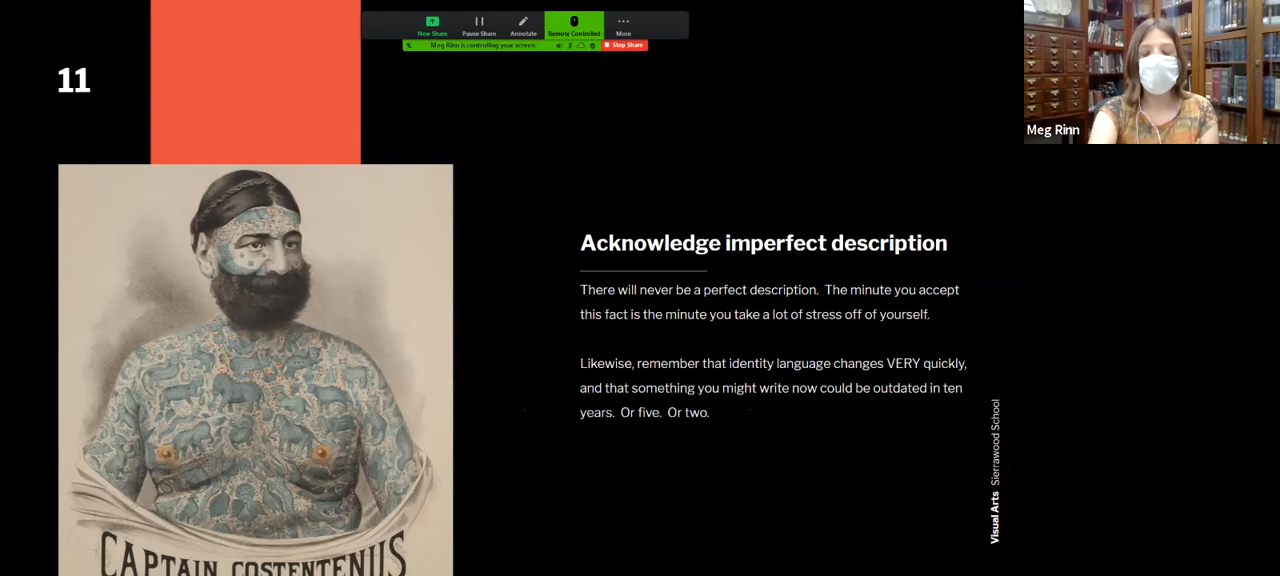 New Share
Pause Share
Annotate
Remote Controlled
More
Meg Rinn is controlling your screen
Stop Share
11
Meg Rinn
Acknowledge imperfect description
There will never be a perfect description.  The minute you accept
this fact is the minute you take a lot of stress off of yourself.
Likewise, remember that identity language changes VERY quickly,
and that something you might write now could be outdated in ten
years.  Or five.  Or two.
Visual Arts  Sierrawood School
CAPTAIN COSTENTENUS